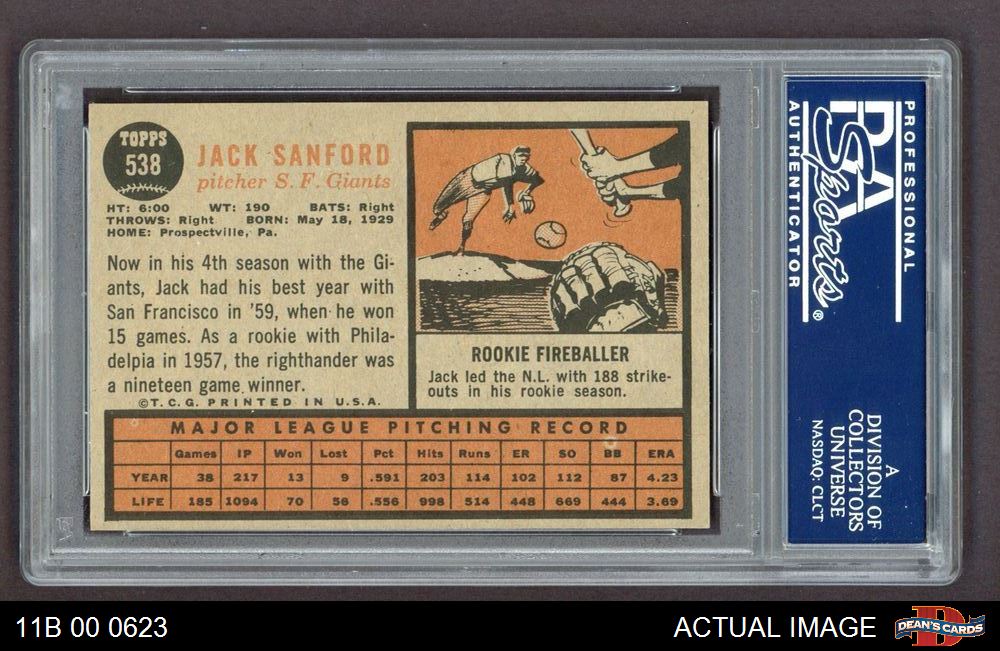 TOPPS
538
JACK SANFORD
pitcher S. F. Giants
HT: 6:00 WT: 190 BATS: Right
THROWS: Right BORN: May 18, 1929
HOME: Prospectville, Pa.
Now in his 4th season with the Gi-
ants, Jack had his best year with
San Francisco in '59, when he won
15 games. As a rookie with Phila-
delpia in 1957, the righthander was
a nineteen game winner.
©T.C.G. PRINTED IN U.S.A.
ROOKIE FIREBALLER
Jack led the N.L. with 188 strike-
outs in his rookie season.
MAJOR LEAGUE PITCHING RECORD
Games IP Won Lost Pct Hits Runs ER SO BB ERA
YEAR 38 217 13 9 .591 203 114 102 112 87 4.23
LIFE 185 1094 70 56 .556 998 514 448 669 444 3.69
PROFESSIONAL
PSA
Sports
AUTHENTICATOR
®
A
DIVISION OF
COLLECTORS
UNIVERSE
NASDAQ: CLCT
11B 00 0623
ACTUAL IMAGE
D
DEAN'S CARDS